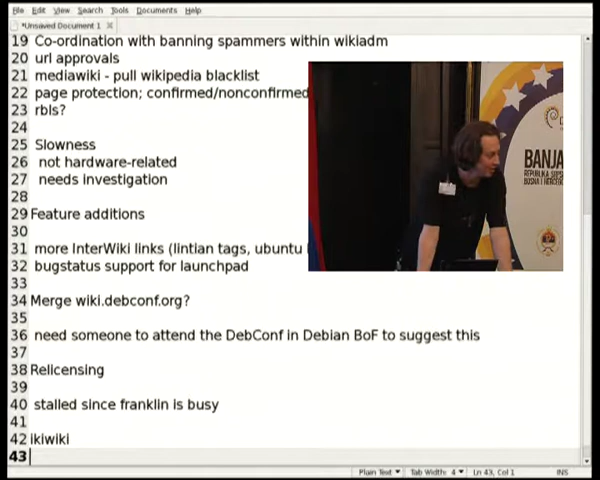 File Edit View Search Tools Documents Help
*Unsaved Document 1
19 Co-ordination with banning spammers within wikiadm
20 url approvals
21 mediawiki - pull wikipedia blacklist
22 page protection; confirmed/nonconfirmed
23 rbls?
24
25 Slowness
26 not hardware-related
27 needs investigation
28
29 Feature additions
30
31 more InterWiki links (lintian tags, ubuntu
32 bugstatus support for launchpad
33
34 Merge wiki.debconf.org?
35
36 need someone to attend the DebConf in Debian BoF to suggest this
37
38 Relicensing
39
40 stalled since franklin is busy
41
42 ikiwiki
43
Plain Text Tab Width: 4 Ln 43, Col 1 INS
BANJA
REPUBLIKA SRPS
BOSNA I HERCEG